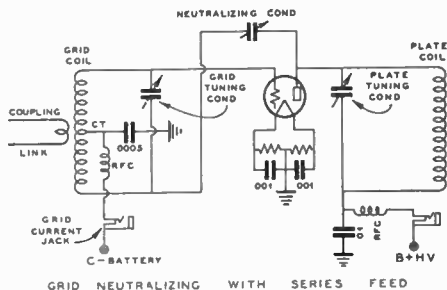 NEUTRALIZING COND
GRID
COIL
PLATE
COIL
GRID
TUNING
COND
PLATE
TUNING
COND
COUPLING
LINK
CT
.0005
RFC
.001
.001
GRID
CURRENT
JACK
C-BATTERY
.01
RFC
B+HV
GRID NEUTRALIZING WITH SERIES FEED